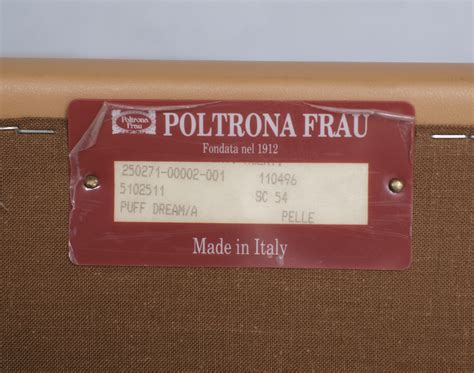 Poltrona
Frau
POLTRONA FRAU
Fondata nel 1912
250271-00002-001 110496
5102511 SC 54
PUFF DREAM/A PELLE
Made in Italy